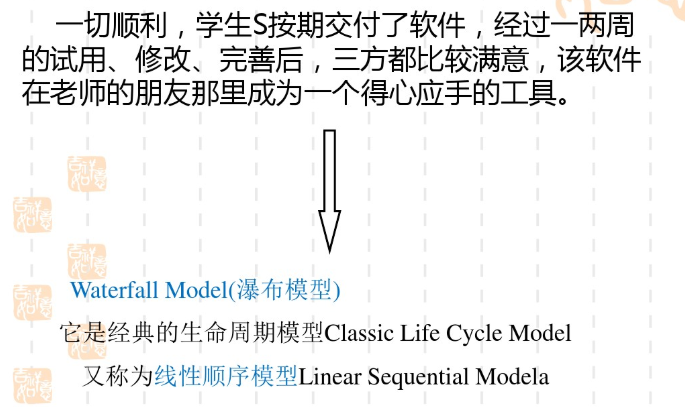 一切顺利，学生S按期交付了软件，经过一两周
的试用、修改、完善后，三方都比较满意，该软件
在老师的朋友那里成为一个得心应手的工具。
Waterfall Model(瀑布模型)
它是经典的生命周期模型Classic Life Cycle Model
又称为线性顺序模型Linear Sequential Modela